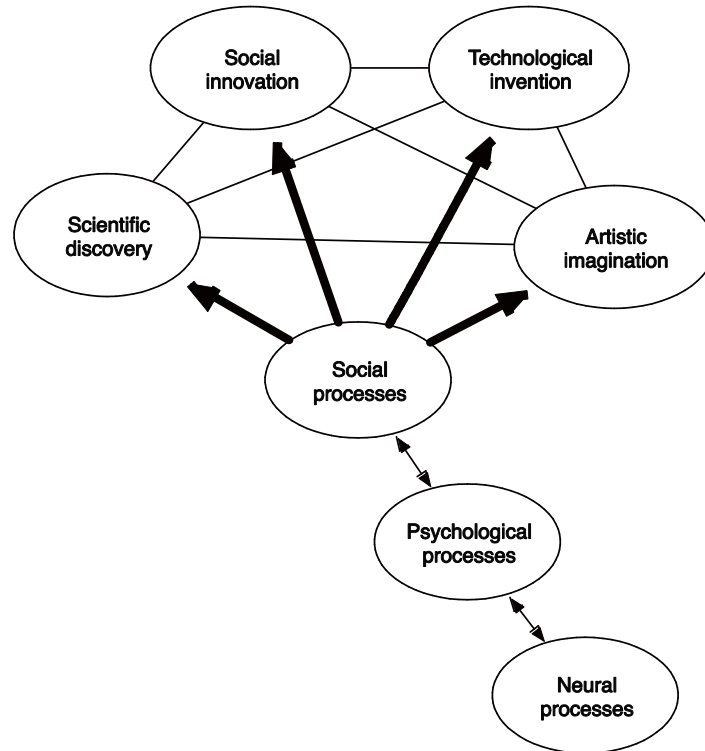 Social
innovation
Technological
invention
Scientific
discovery
Artistic
imagination
Social
processes
Psychological
processes
Neural
processes